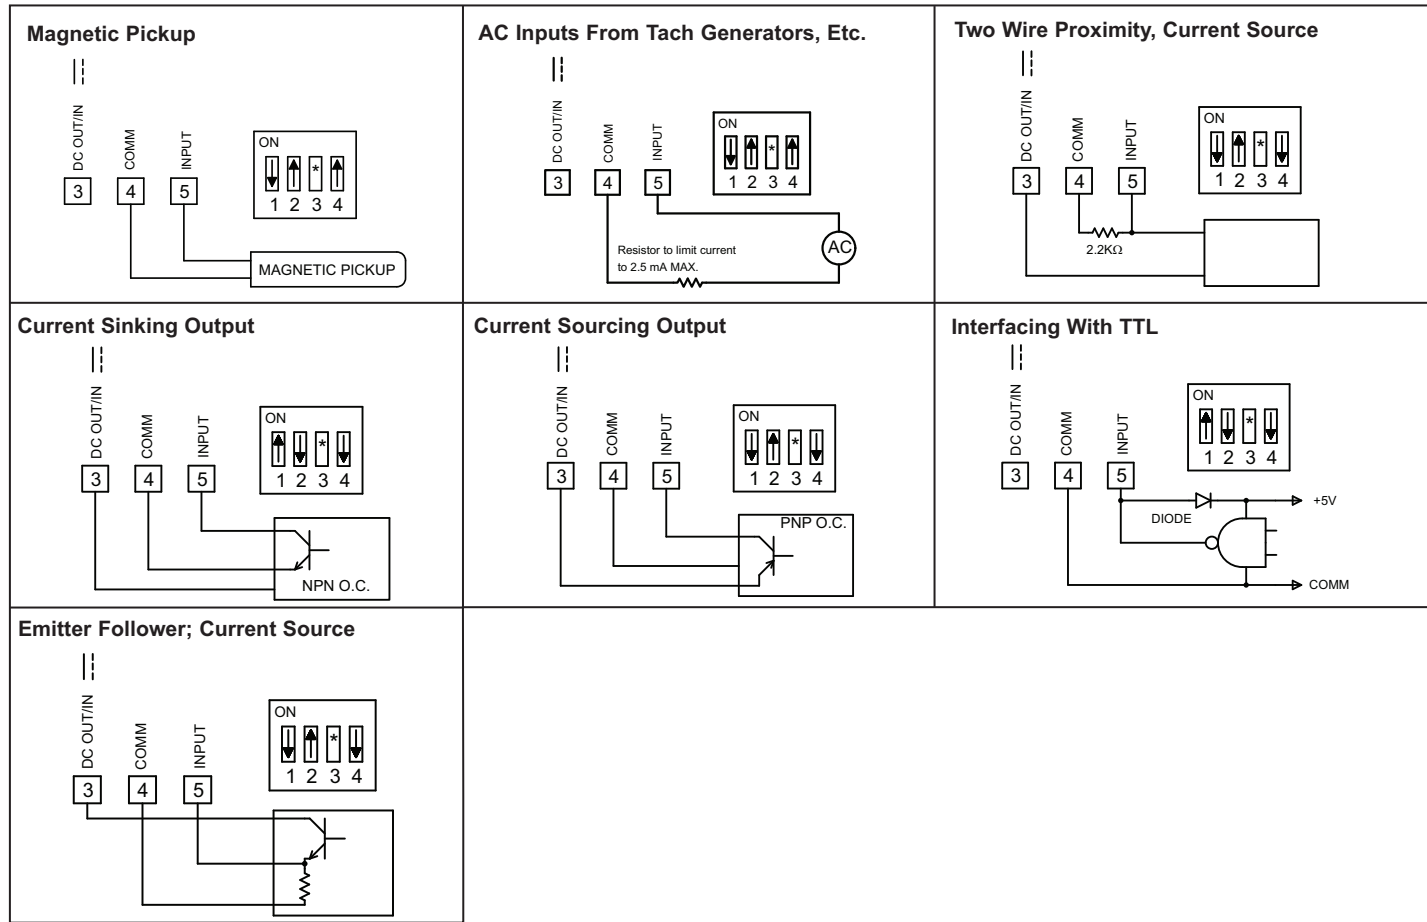 Magnetic Pickup
DC OUT/IN
COMM
INPUT
ON
*
1 2 3 4
3 4 5
MAGNETIC PICKUP
AC Inputs From Tach Generators, Etc.
DC OUT/IN
COMM
INPUT
ON
*
1 2 3 4
3 4 5
AC
Resistor to limit current
to 2.5 mA MAX.
Two Wire Proximity, Current Source
DC OUT/IN
COMM
INPUT
ON
*
1 2 3 4
3 4 5
2.2KΩ
Current Sinking Output
DC OUT/IN
COMM
INPUT
ON
*
1 2 3 4
3 4 5
NPN O.C.
Current Sourcing Output
DC OUT/IN
COMM
INPUT
ON
*
1 2 3 4
3 4 5
PNP O.C.
Interfacing With TTL
DC OUT/IN
COMM
INPUT
ON
*
1 2 3 4
3 4 5
+5V
DIODE
COMM
Emitter Follower; Current Source
DC OUT/IN
COMM
INPUT
ON
*
1 2 3 4
3 4 5